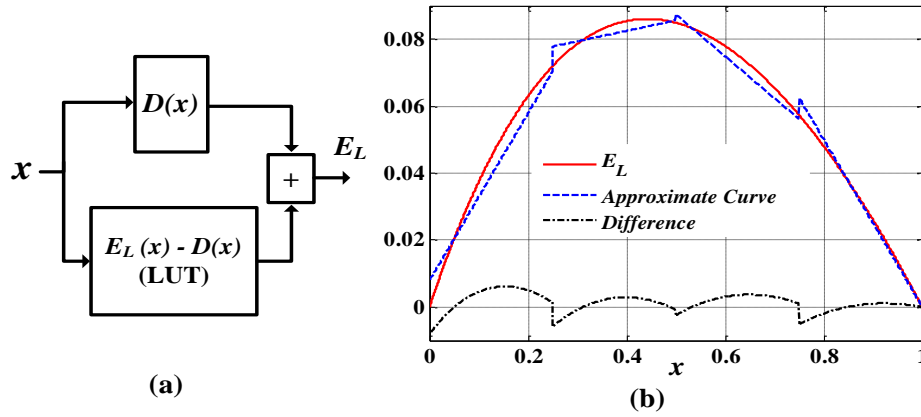 x
D(x)
E_L (x) - D(x)
(LUT)
+
E_L
(a)
0.08
0.06
0.04
0.02
0
E_L
Approximate Curve
Difference
0
0.2
0.4
0.6
0.8
1
x
(b)